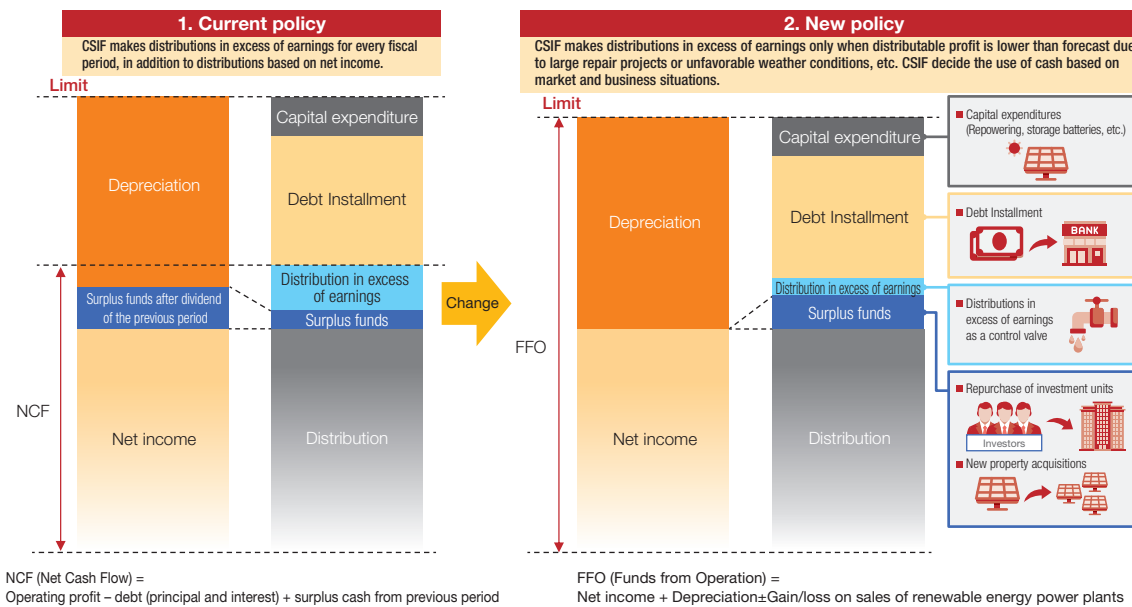 1. Current policy
CSIF makes distributions in excess of earnings for every fiscal
period, in addition to distributions based on net income.
Limit
Depreciation
Surplus funds after dividend
of the previous period
Net income
Capital expenditure
Debt Installment
Distribution in excess
of earnings
Surplus funds
Distribution
NCF
Change
2. New policy
CSIF makes distributions in excess of earnings only when distributable profit is lower than forecast due
to large repair projects or unfavorable weather conditions, etc. CSIF decide the use of cash based on
market and business situations.
Limit
FFO
Depreciation
Net income
Capital expenditure
Debt Installment
Distribution in excess of earnings
Surplus funds
Distribution
Capital expenditures
(Repowering, storage batteries, etc.)
Debt Installment
BANK
Distributions in
excess of earnings
as a control valve
Repurchase of investment units
Investors
New property acquisitions
NCF (Net Cash Flow) =
Operating profit – debt (principal and interest) + surplus cash from previous period
FFO (Funds from Operation) =
Net income + Depreciation±Gain/loss on sales of renewable energy power plants